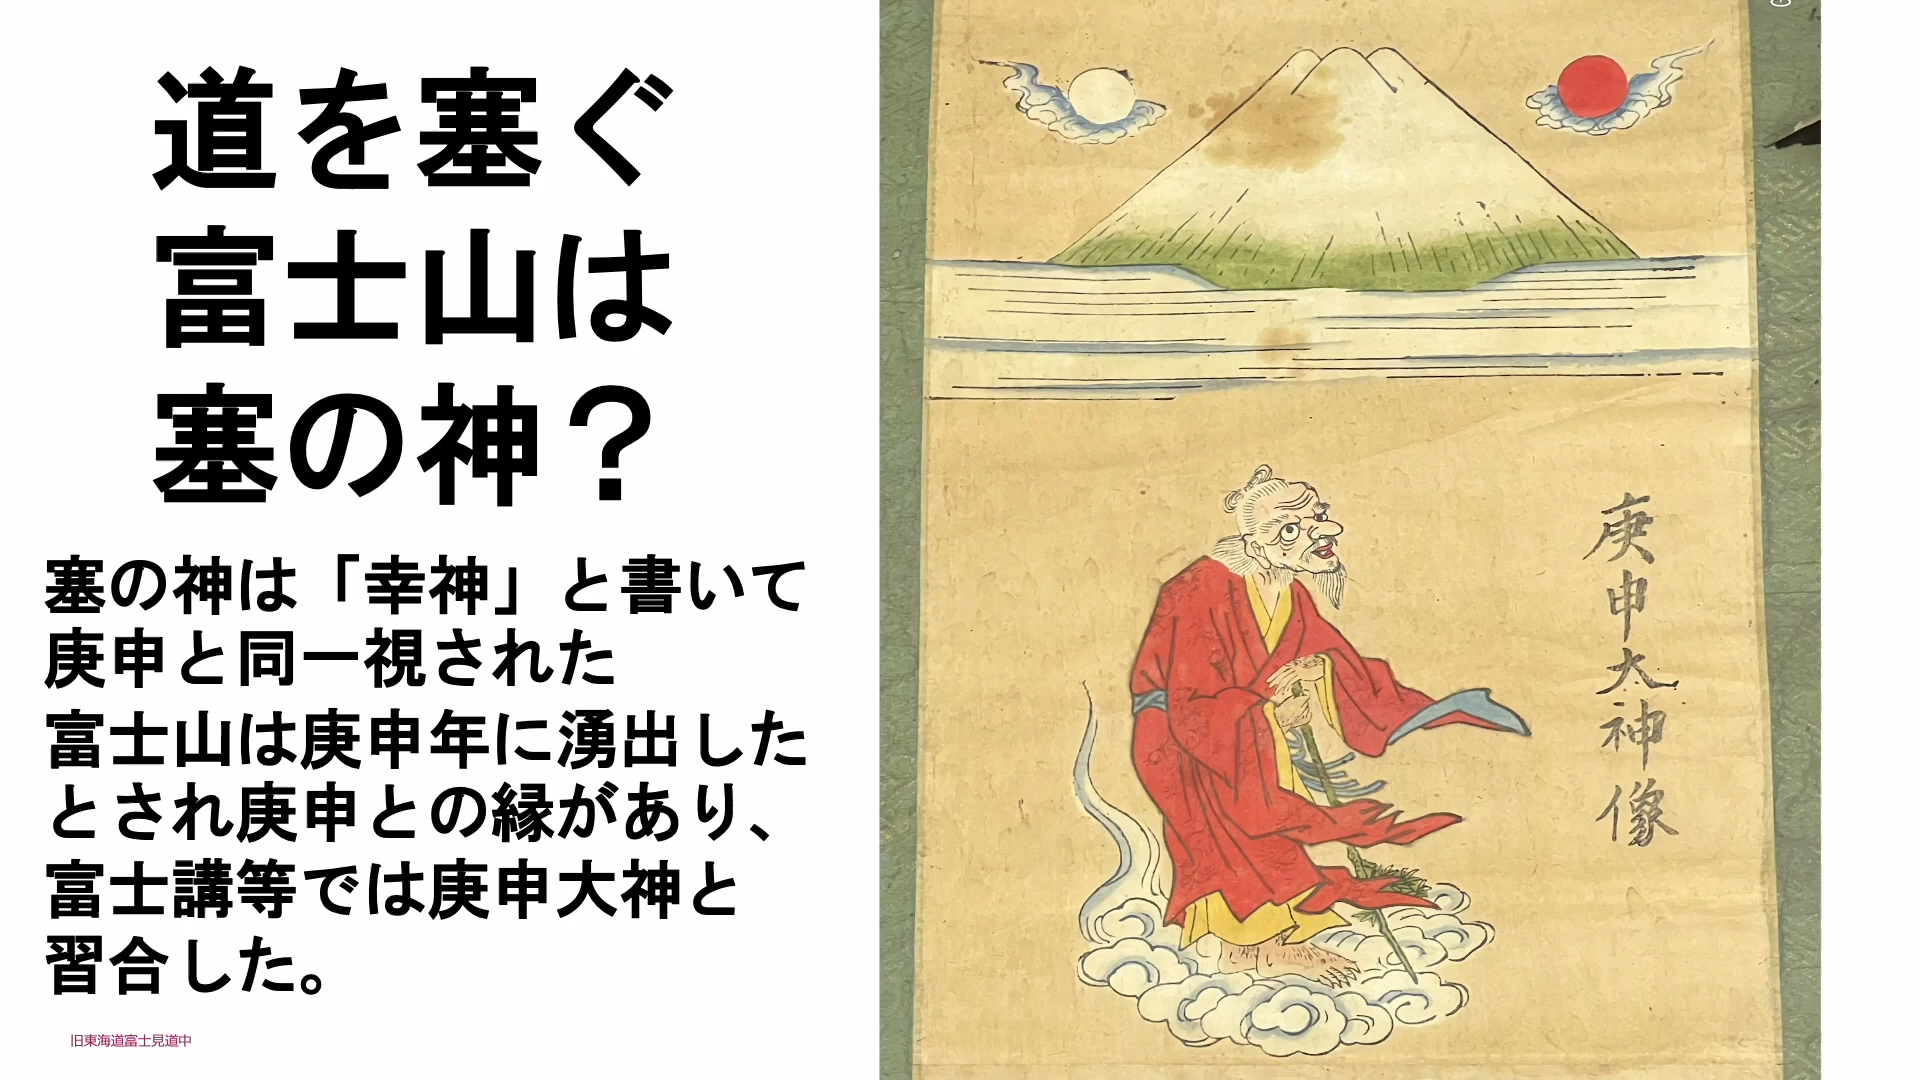 道を塞ぐ
富士山は
塞の神？
塞の神は「幸神」と書いて
庚申と同一視された
富士山は庚申年に湧出した
とされ庚申との縁があり、
富士講等では庚申大神と
習合した。
旧東海道富士見道中
庚申大神像